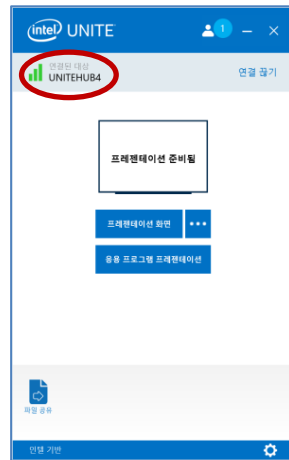 intel UNITE
1
연결된 대상
UNITEHUB4
연결 끊기
프레젠테이션 준비됨
프레젠테이션 화면
응용 프로그램 프레젠테이션
파일 공유
인텔 기반